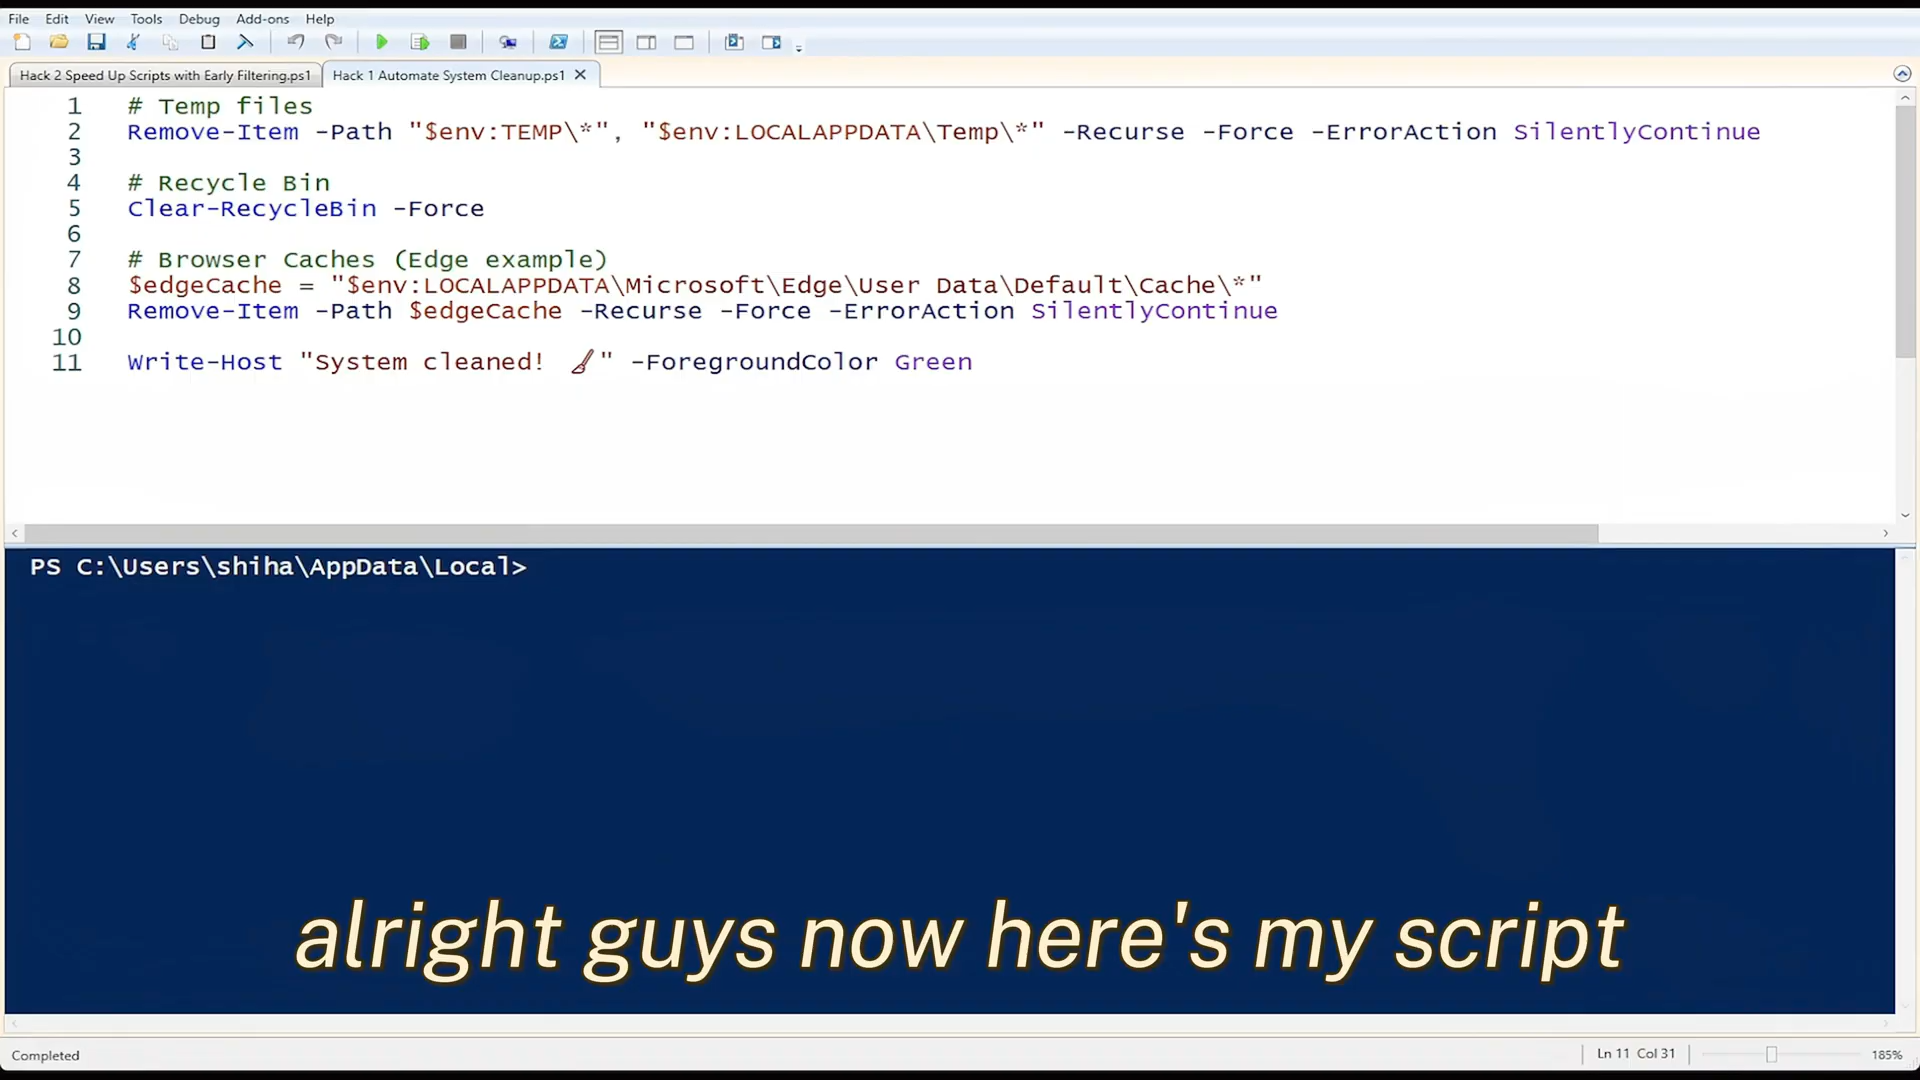 File Edit View Tools Debug Add-ons Help
Hack 2 Speed Up Scripts with Early Filtering.ps1 Hack 1 Automate System Cleanup.ps1
1 # Temp files
2 Remove-Item -Path "$env:TEMP\*", "$env:LOCALAPPDATA\Temp\*" -Recurse -Force -ErrorAction SilentlyContinue
3
4 # Recycle Bin
5 Clear-RecycleBin -Force
6
7 # Browser Caches (Edge example)
8 $edgeCache = "$env:LOCALAPPDATA\Microsoft\Edge\User Data\Default\Cache\*"
9 Remove-Item -Path $edgeCache -Recurse -Force -ErrorAction SilentlyContinue
10
11 Write-Host "System cleaned! 🖌" -ForegroundColor Green
PS C:\Users\shiha\AppData\Local>
alright guys now here's my script
Completed Ln 11 Col 31 185%